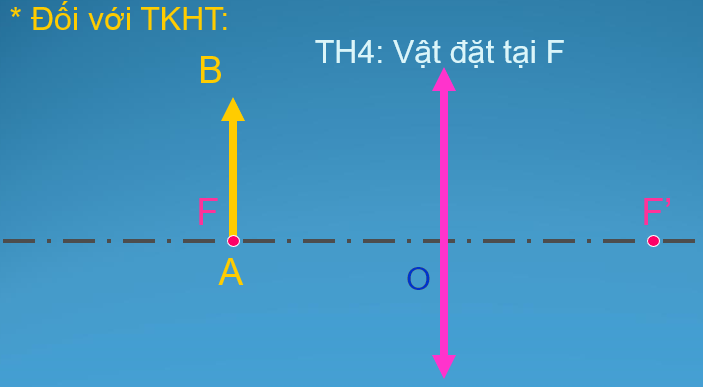 * Đối với TKHT:
TH4: Vật đặt tại F
B
F
F'
A
O